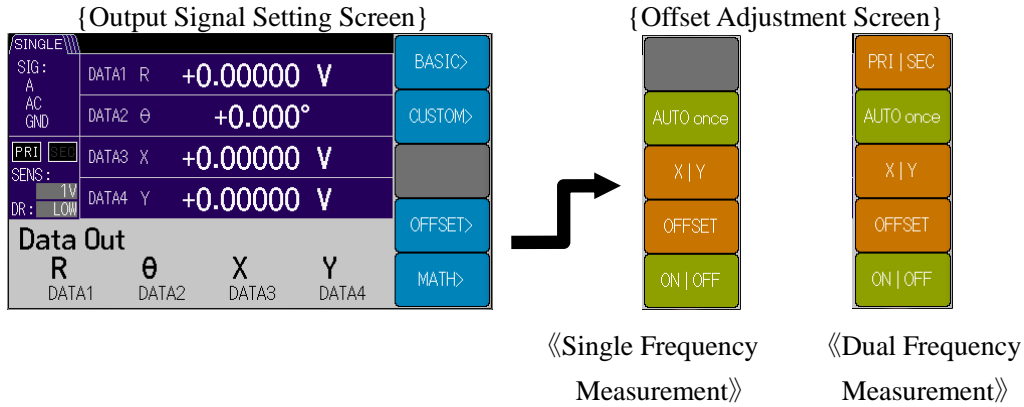 {Output Signal Setting Screen}
{Offset Adjustment Screen}
SINGLE
SIG:
A
AC
GND
PRI SEC
SENS:
1V
DR: LOW
DATA1 R +0.00000 V
DATA2 θ +0.000°
DATA3 X +0.00000 V
DATA4 Y +0.00000 V
Data Out
R θ X Y
DATA1 DATA2 DATA3 DATA4
BASIC>
CUSTOM>
OFFSET>
MATH>
AUTO once
X|Y
OFFSET
ON|OFF
PRI|SEC
AUTO once
X|Y
OFFSET
ON|OFF
《Single Frequency
Measurement》
《Dual Frequency
Measurement》